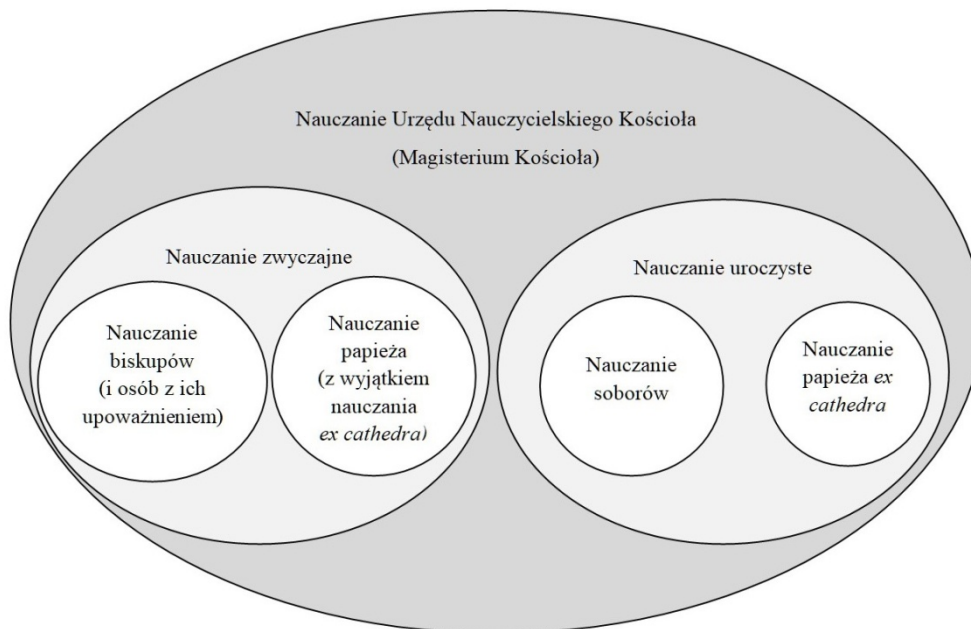 Nauczanie Urzędu Nauczycielskiego Kościoła
(Magisterium Kościoła)
Nauczanie zwyczajne
Nauczanie
biskupów
(i osób z ich
upoważnieniem)
Nauczanie
papieża
(z wyjątkiem
nauczania
ex cathedra)
Nauczanie uroczyste
Nauczanie
soborów
Nauczanie
papieża ex
cathedra